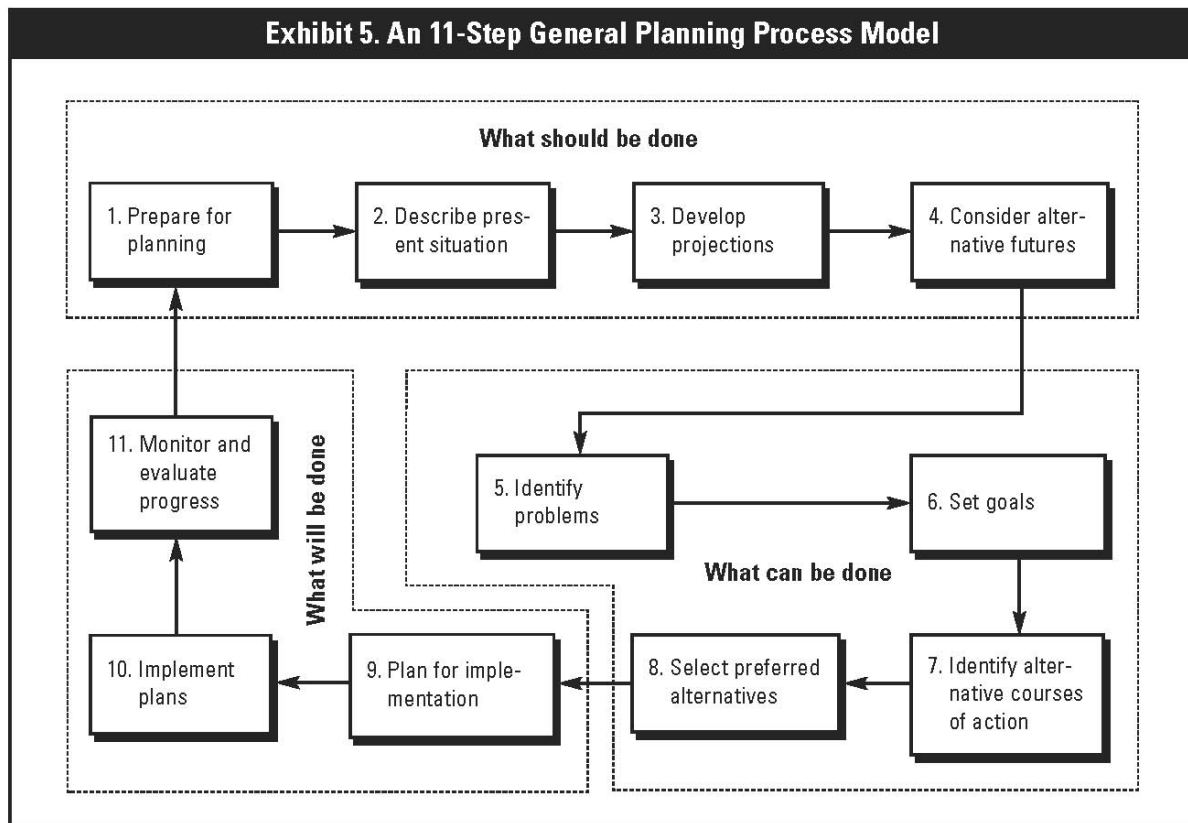 Exhibit 5. An 11-Step General Planning Process Model
What should be done
1. Prepare for
planning
2. Describe pres-
ent situation
3. Develop
projections
4. Consider alter-
native futures
5. Identify
problems
6. Set goals
What can be done
7. Identify alter-
native courses
of action
8. Select preferred
alternatives
9. Plan for imple-
mentation
10. Implement
plans
11. Monitor and
evaluate
progress
What will be done